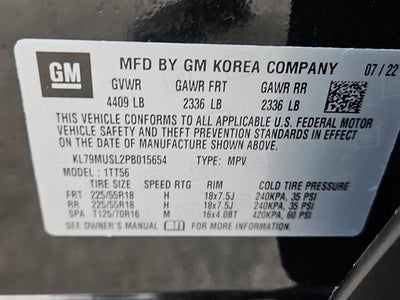 GM
MFD BY GM KOREA COMPANY 07/22
GVWR GAWR FRT GAWR RR
4409 LB 2336 LB 2336 LB
THIS VEHICLE CONFORMS TO ALL APPLICABLE U.S. FEDERAL MOTOR
VEHICLE SAFETY AND THEFT PREVENTION STANDARDS IN EFFECT ON
THE DATE OF MANUFACTURE SHOWN ABOVE.
KL79MUSL2PB015654 TYPE: MPV
MODEL: 1TT56
TIRE SIZE SPEED RTG RIM COLD TIRE PRESSURE
FRT 225/55R18 H 18x7.5J 240KPA, 35 PSI
RR 225/55R18 H 18x7.5J 240KPA, 35 PSI
SPA T125/70R16 M 16x4.0BT 420KPA, 60 PSI
SEE OWNER'S MANUAL FOR MORE INFORMATION.